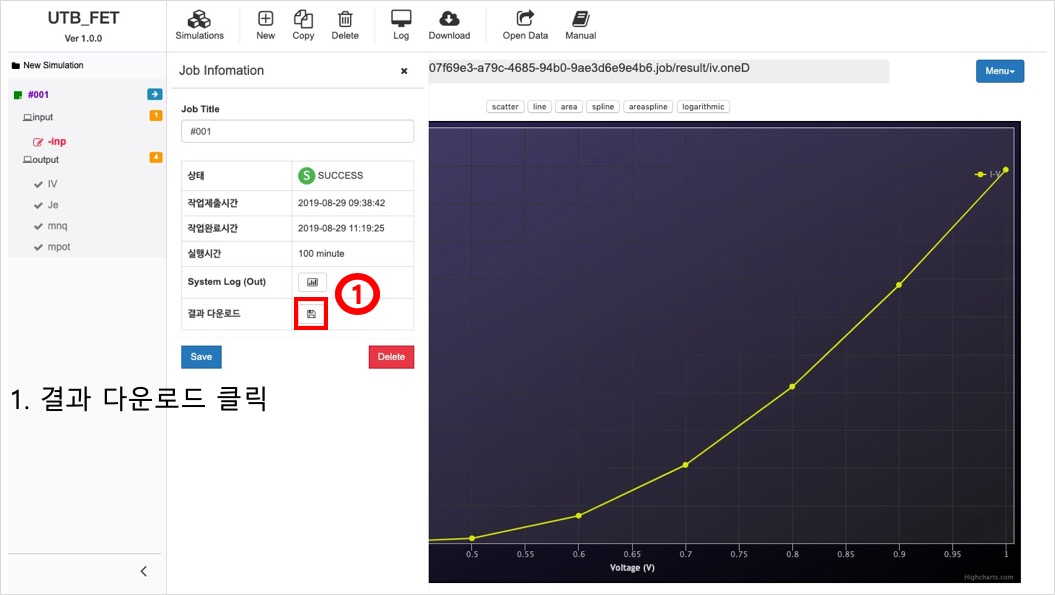 UTB_FET
Ver 1.0.0
Simulations
New
Copy
Delete
Log
Download
Open Data
Manual
New Simulation
#001
input
1
-inp
output
4
IV
Je
mnq
mpot
Job Infomation
×
Job Title
#001
상태
S SUCCESS
작업제출시간
2019-08-29 09:38:42
작업완료시간
2019-08-29 11:19:25
실행시간
100 minute
System Log (Out)
결과 다운로드
1
Save
Delete
1. 결과 다운로드 클릭
07f69e3-a79c-4685-94b0-9ae3d6e9e4b6.job/result/iv.oneD
Menu
scatter
line
area
spline
areaspline
logarithmic
I-V
0.5
0.55
0.6
0.65
0.7
0.75
0.8
0.85
0.9
0.95
1
Voltage (V)
Highcharts.com